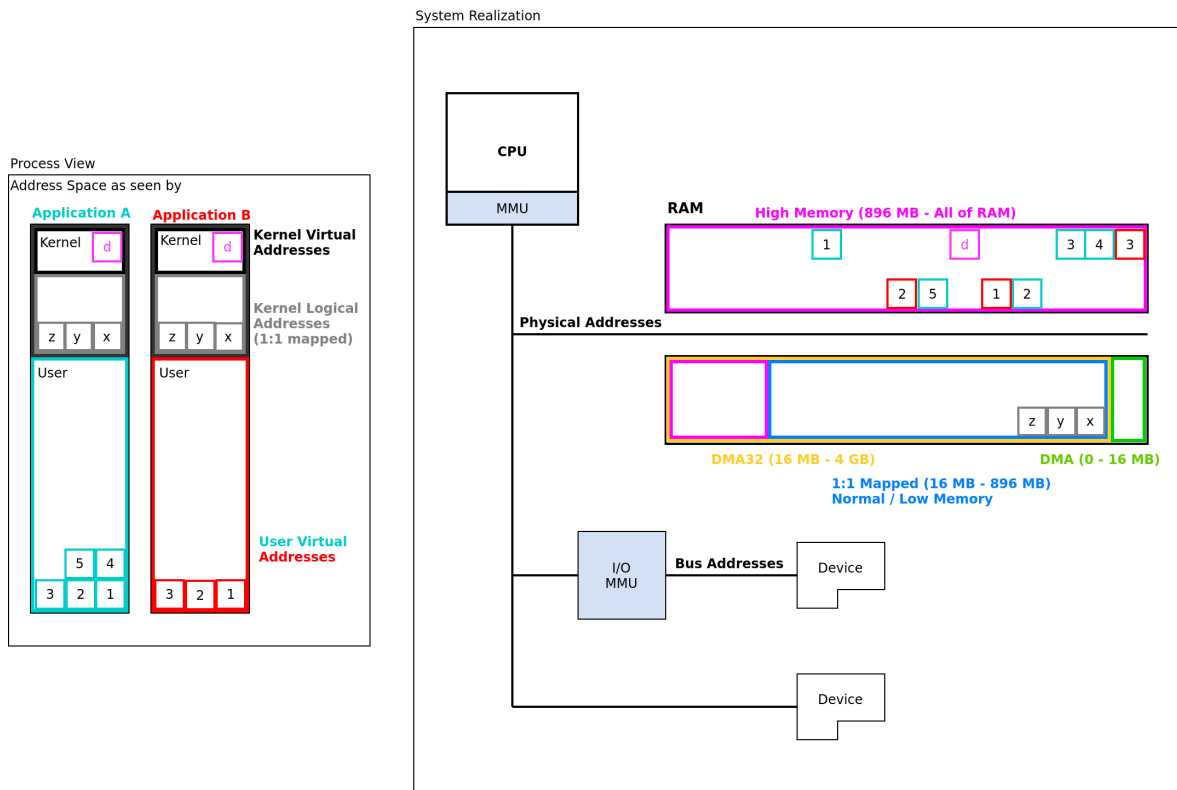 System Realization
Process View
Address Space as seen by
Application A
Application B
Kernel
d
Kernel
d
Kernel Virtual
Addresses
Kernel Logical
Addresses
(1:1 mapped)
z
y
x
z
y
x
User
User
5
4
3
2
1
3
2
1
User Virtual
Addresses
CPU
MMU
RAM
High Memory (896 MB - All of RAM)
1
d
3
4
3
2
5
1
2
Physical Addresses
z
y
x
DMA32 (16 MB - 4 GB)
DMA (0 - 16 MB)
1:1 Mapped (16 MB - 896 MB)
Normal / Low Memory
I/O
MMU
Bus Addresses
Device
Device